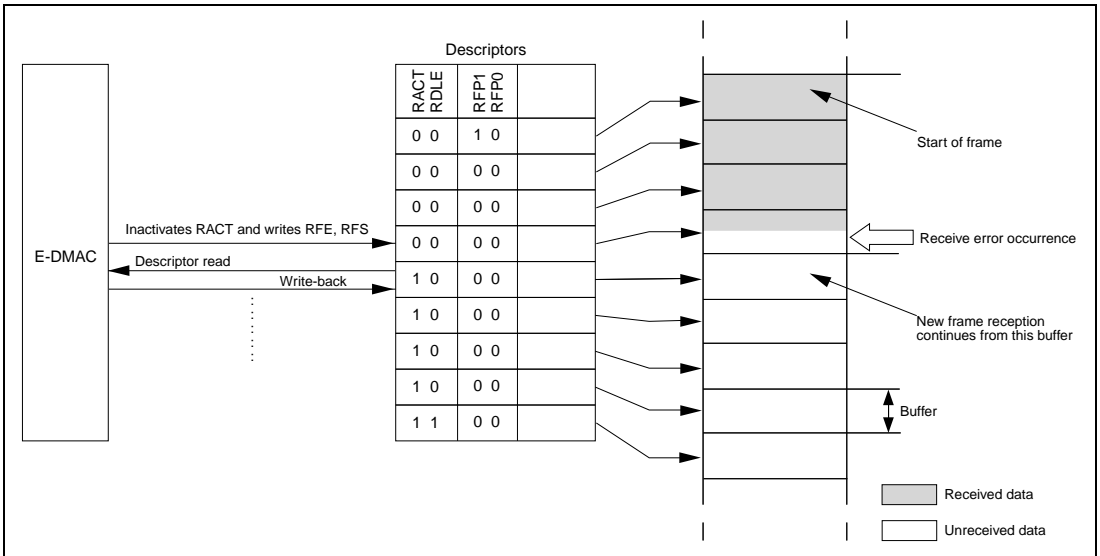 Descriptors
RACT
RDLE
RFP1
RFP0
0 0 1 0
0 0 0 0
0 0 0 0
0 0 0 0
1 0 0 0
1 0 0 0
1 0 0 0
1 0 0 0
1 1 0 0
E-DMAC
Inactivates RACT and writes RFE, RFS
Descriptor read
Write-back
Start of frame
Receive error occurrence
New frame reception
continues from this buffer
Buffer
Received data
Unreceived data